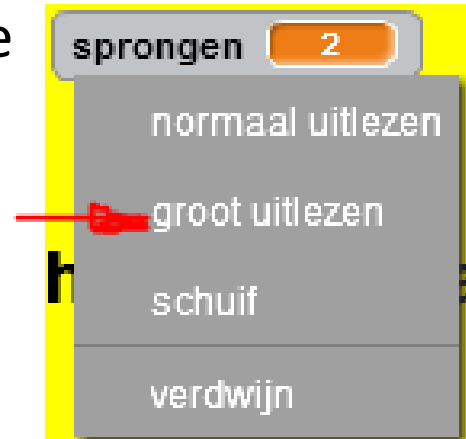 e
sprongen 2
normaal uitlezen
groot uitlezen
schuif
verdwijn